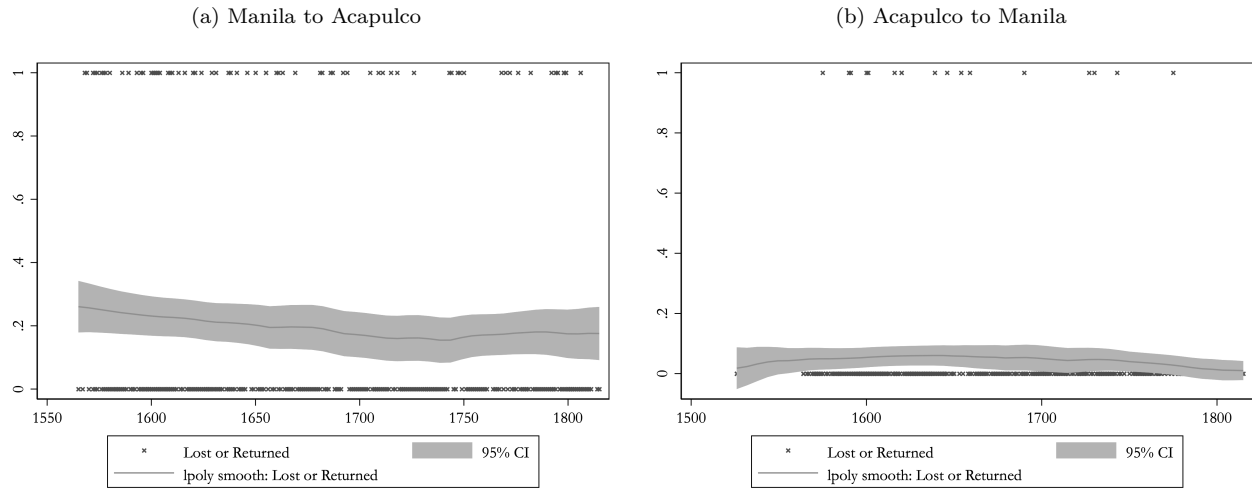 (a) Manila to Acapulco
1
.8
.6
.4
.2
0
1550
1600
1650
1700
1750
1800
Lost or Returned
95% CI
lpoly smooth: Lost or Returned
(b) Acapulco to Manila
1
.8
.6
.4
.2
0
1500
1600
1700
1800
Lost or Returned
95% CI
lpoly smooth: Lost or Returned